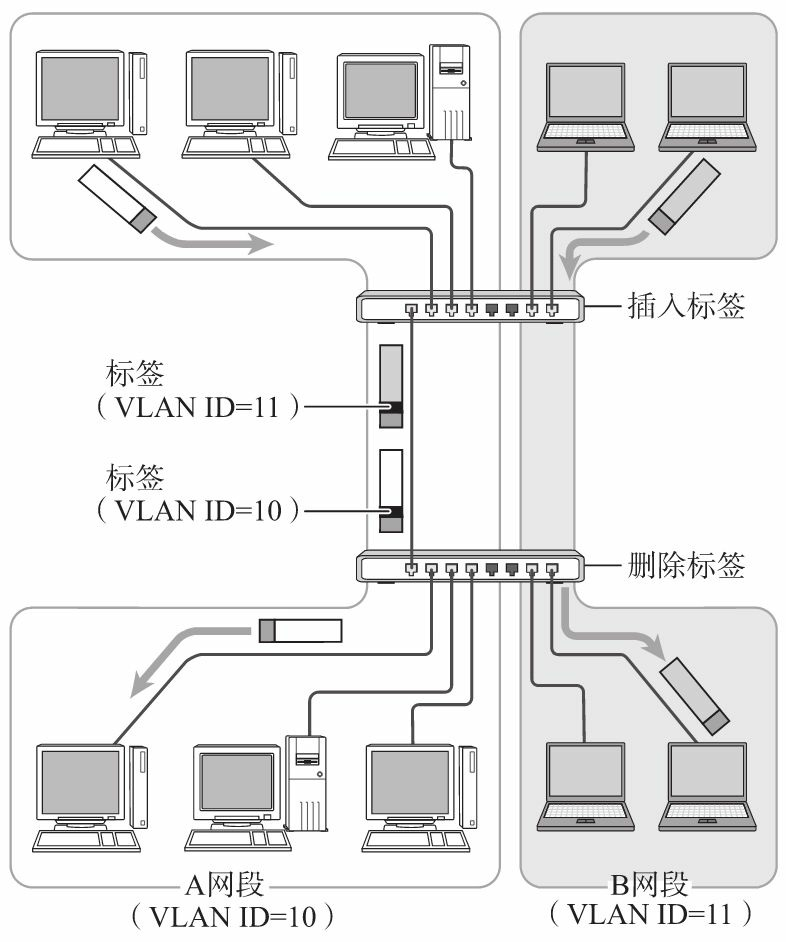 插入标签
标签
（VLAN ID=11）
标签
（VLAN ID=10）
删除标签
A网段
（VLAN ID=10）
B网段
（VLAN ID=11）